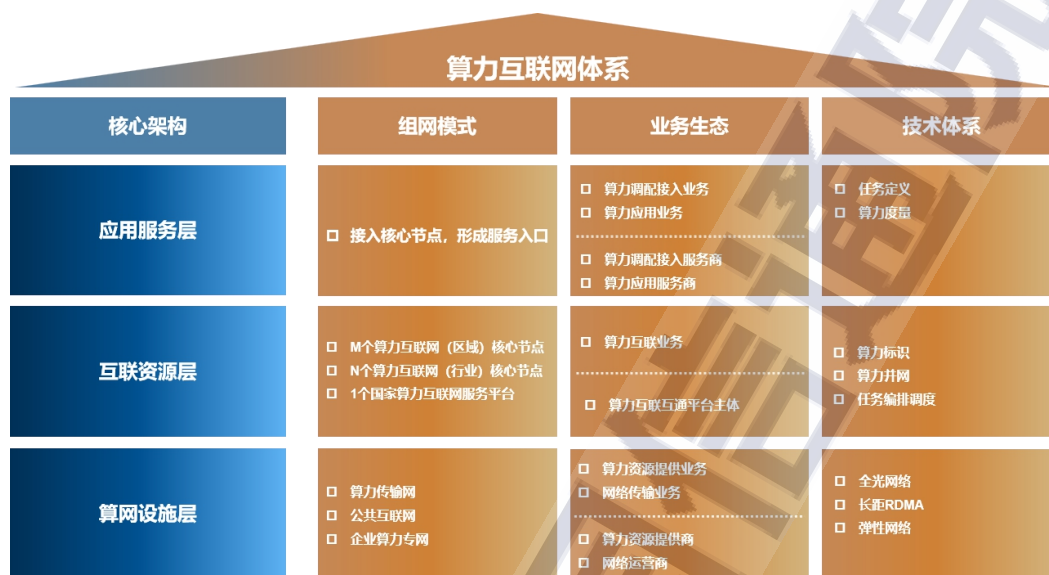 算力互联网体系
核心架构
组网模式
业务生态
技术体系
应用服务层
接入核心节点，形成服务入口
算力调配接入业务
算力应用业务
算力调配接入服务商
算力应用服务商
任务定义
算力度量
互联资源层
M个算力互联网（区域）核心节点
N个算力互联网（行业）核心节点
1个国家算力互联网服务平台
算力互联业务
算力互联互通平台主体
算力标识
算力并网
任务编排调度
算网设施层
算力传输网
公共互联网
企业算力专网
算力资源提供业务
网络传输业务
算力资源提供商
网络运营商
全光网络
长距RDMA
弹性网络